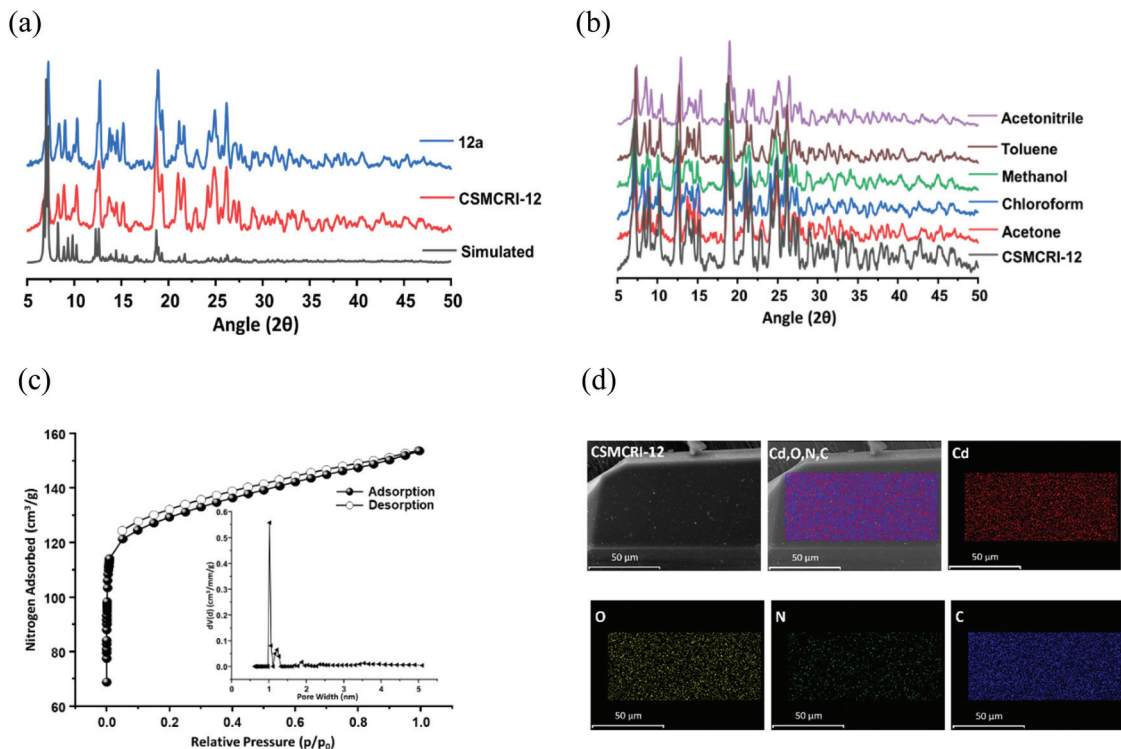 (a)
12a
CSMCRI-12
Simulated
5 10 15 20 25 30 35 40 45 50
Angle (2θ)
(b)
Acetonitrile
Toluene
Methanol
Chloroform
Acetone
CSMCRI-12
5 10 15 20 25 30 35 40 45 50
Angle (2θ)
(c)
Nitrogen Adsorbed (cm³/g)
160
140
120
100
80
60
Adsorption
Desorption
dV(d) (cm³/nm/g)
0.6
0.5
0.4
0.3
0.2
0.1
0.0
0 1 2 3 4 5
Pore Width (nm)
0.0 0.2 0.4 0.6 0.8 1.0
Relative Pressure (p/p₀)
(d)
CSMCRI-12
50 µm
Cd,O,N,C
50 µm
Cd
50 µm
O
50 µm
N
50 µm
C
50 µm